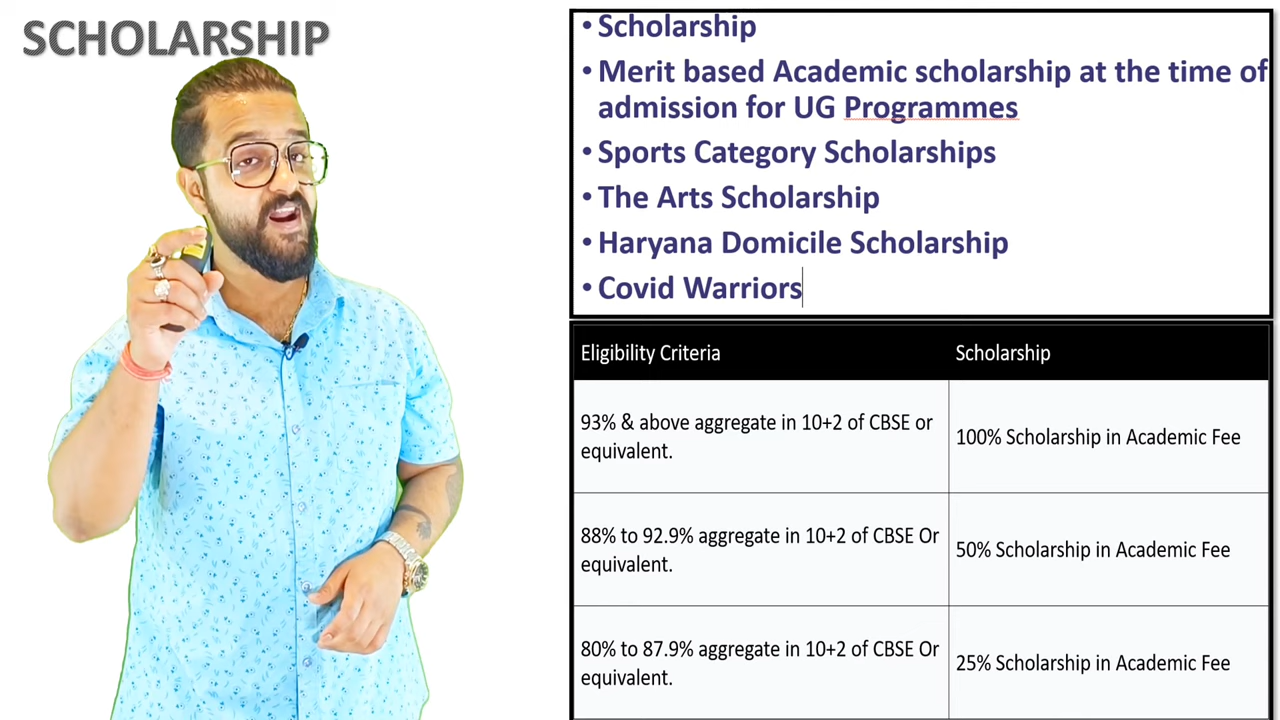 SCHOLARSHIP
• Scholarship
• Merit based Academic scholarship at the time of
admission for UG Programmes
• Sports Category Scholarships
• The Arts Scholarship
• Haryana Domicile Scholarship
• Covid Warriors
Eligibility Criteria Scholarship
93% & above aggregate in 10+2 of CBSE or
equivalent.
100% Scholarship in Academic Fee
88% to 92.9% aggregate in 10+2 of CBSE Or
equivalent.
50% Scholarship in Academic Fee
80% to 87.9% aggregate in 10+2 of CBSE Or
equivalent.
25% Scholarship in Academic Fee